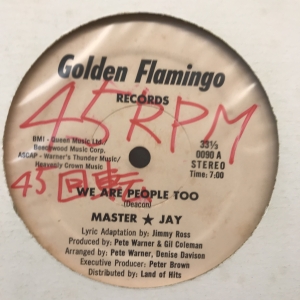 Golden Flamingo
RECORDS
45 RPM
33⅓
0090 A
STEREO
Time: 7:00
BMI - Queen Music Ltd.
Beechwood Music Corp.
ASCAP - Warner's Thunder Music/
Heavenly Crown Music
45回転
WE ARE PEOPLE TOO
(Deacon)
MASTER ★ JAY
Lyric Adaptation by: Jimmy Ross
Produced by: Pete Warner & Gil Coleman
Arranged by: Pete Warner, Denise Davison
Executive Producer: Peter Brown
Distributed by: Land of Hits